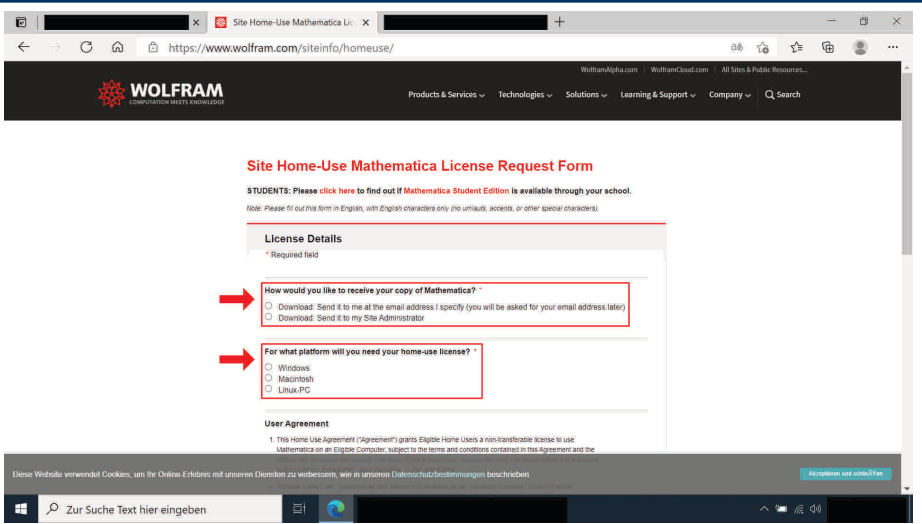 Site Home-Use Mathematica Lic
https://www.wolfram.com/siteinfo/homeuse/
WolframAlpha.com | WolframCloud.com | All Sites & Public Resources...
WOLFRAM
COMPUTATION MEETS KNOWLEDGE
Products & Services Technologies Solutions Learning & Support Company Search
Site Home-Use Mathematica License Request Form
STUDENTS: Please click here to find out if Mathematica Student Edition is available through your school.
Note: Please fill out this form in English, with English characters only (no umlauts, accents, or other special characters).
License Details
* Required field
How would you like to receive your copy of Mathematica? *
Download: Send it to me at the email address I specify (you will be asked for your email address later)
Download: Send it to my Site Administrator
For what platform will you need your home-use license? *
Windows
Macintosh
Linux-PC
User Agreement
1. This Home Use Agreement ("Agreement") grants Eligible Home Users a non-transferable license to use
Mathematica on an Eligible Computer, subject to the terms and conditions contained in this Agreement and the
Diese Website verwendet Cookies, um Ihr Online-Erlebnis mit unseren Diensten zu verbessern, wie in unseren Datenschutzbestimmungen beschrieben.
Akzeptieren und schlieÃŸen
Zur Suche Text hier eingeben